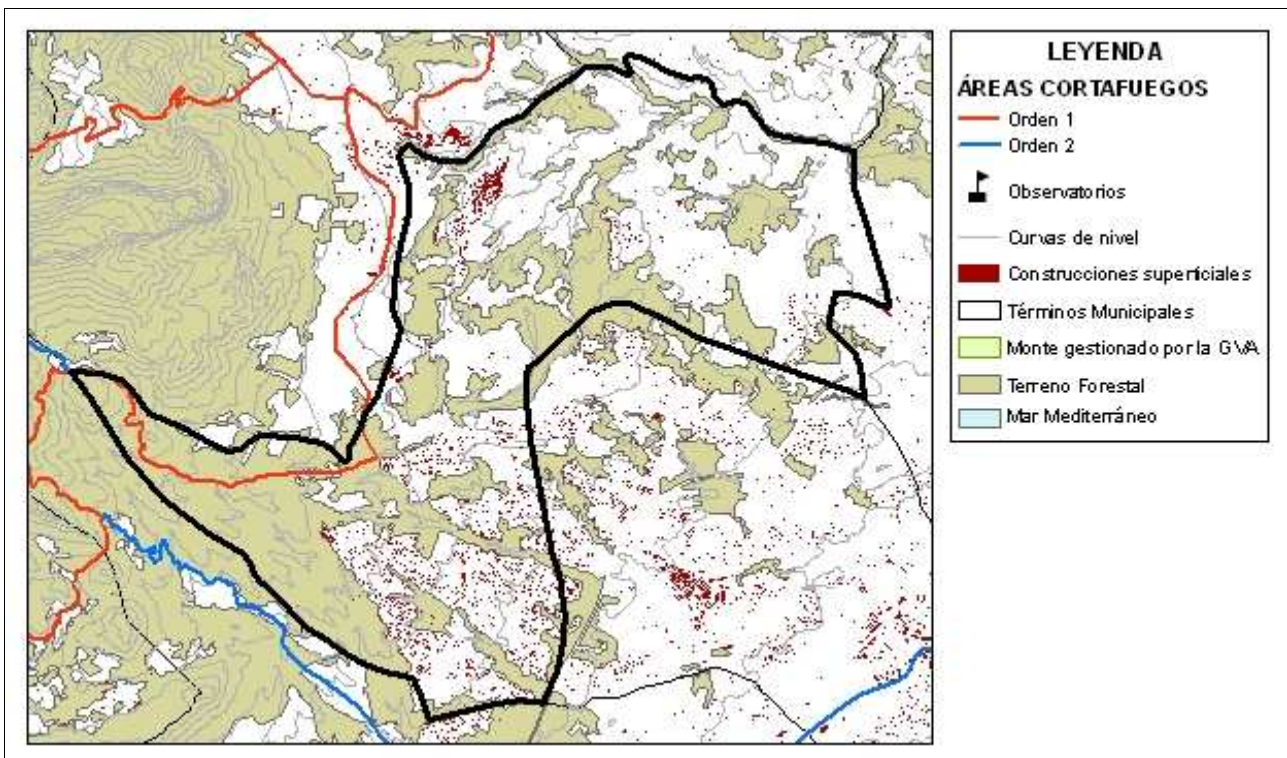 LEYENDA
ÁREAS CORTAFUEGOS
Orden 1
Orden 2
Observatorios
Curvas de nivel
Construcciones superficiales
Términos Municipales
Monte gestionado por la GVA
Terreno Forestal
Mar Mediterráneo